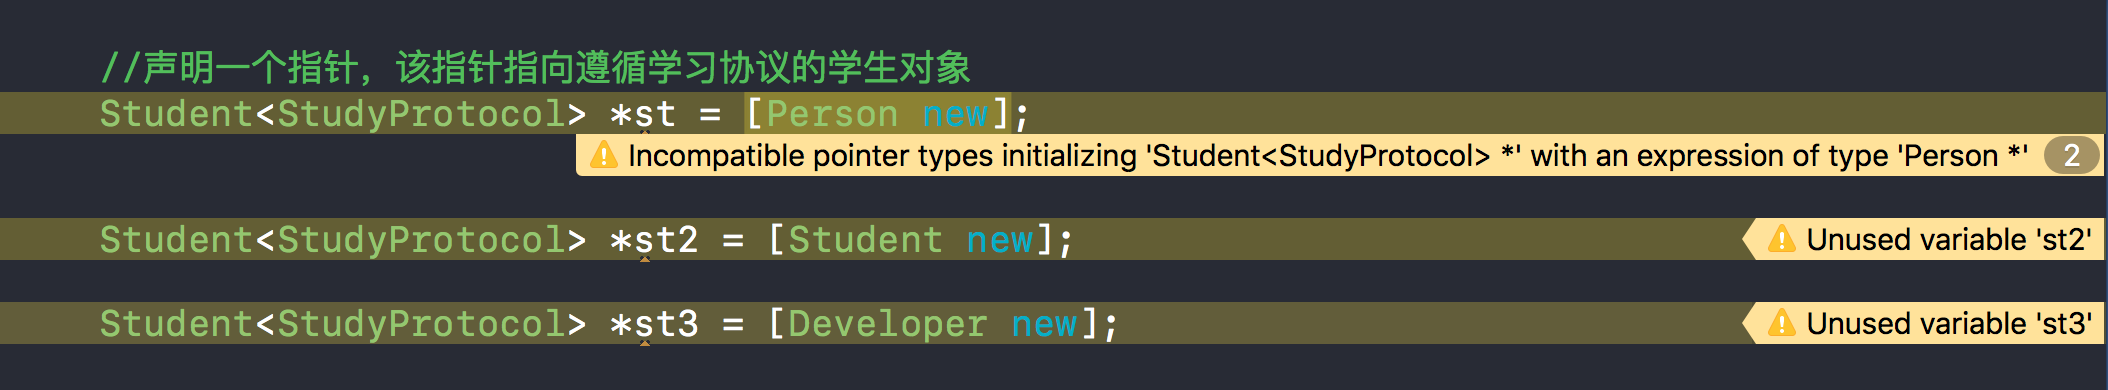 //声明一个指针，该指针指向遵循学习协议的学生对象
Student<StudyProtocol> *st = [Person new];
Incompatible pointer types initializing 'Student<StudyProtocol> *' with an expression of type 'Person *' 2
Student<StudyProtocol> *st2 = [Student new]; Unused variable 'st2'
Student<StudyProtocol> *st3 = [Developer new]; Unused variable 'st3'